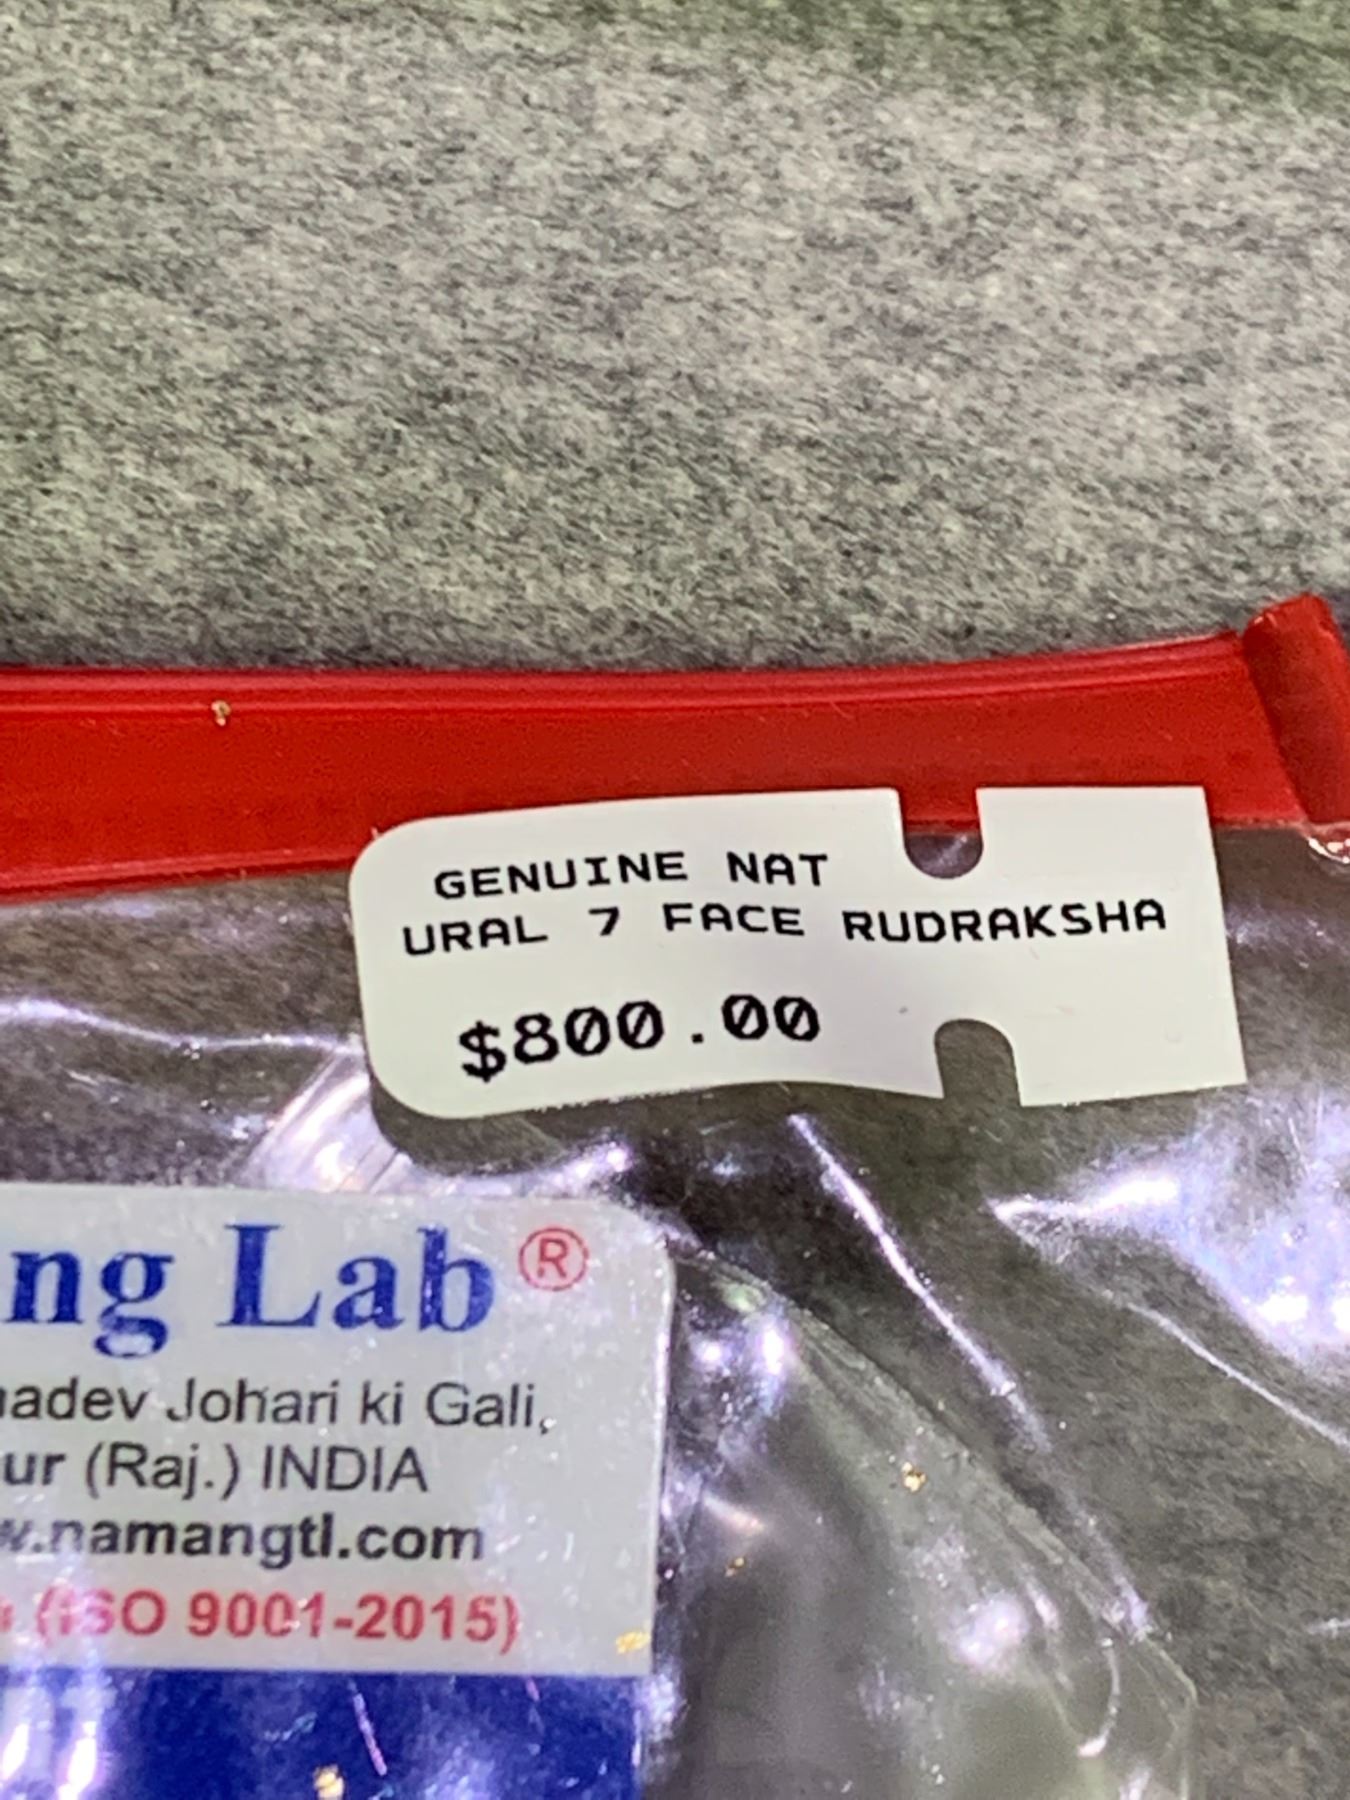 GENUINE NAT
URAL 7 FACE RUDRAKSHA
$800.00
ng Lab®
adev Johari ki Gali,
ur (Raj.) INDIA
w.namangtl.com
(ISO 9001-2015)